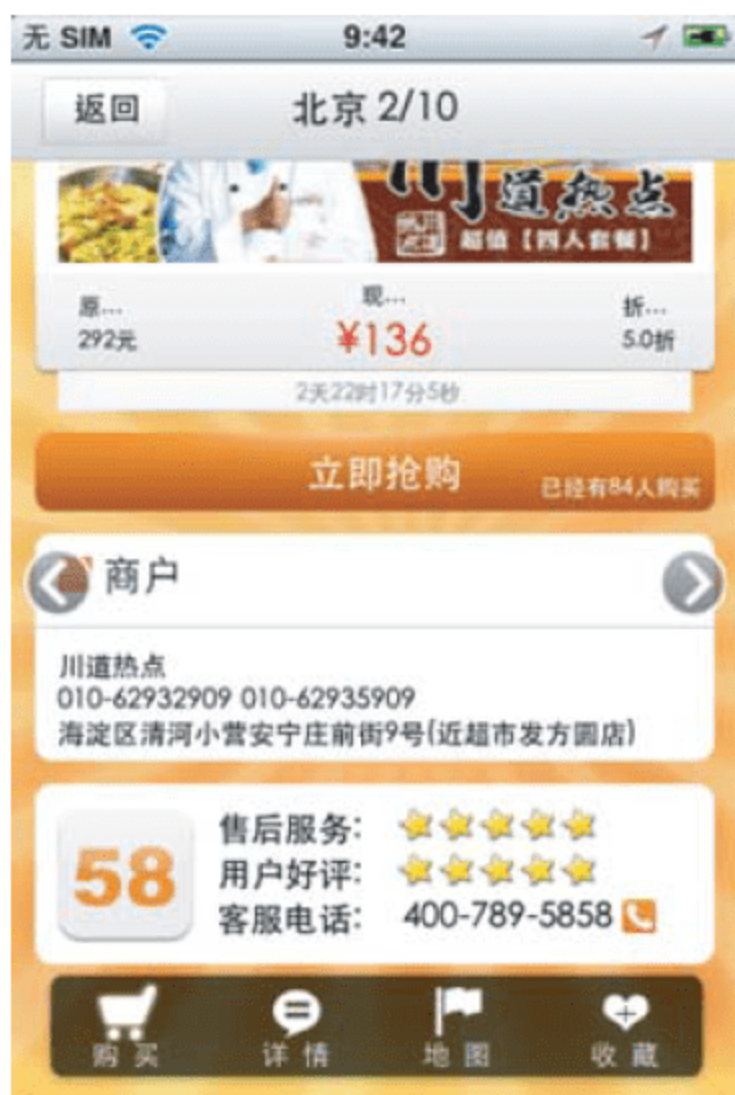 无 SIM 9:42
返回 北京 2/10
川道热点
川道热点 超值【四人套餐】
原... 现... 折...
292元 ¥136 5.0折
2天22时17分5秒
立即抢购 已经有84人购买
商户
川道热点
010-62932909 010-62935909
海淀区清河小营安宁庄前街9号(近超市发方圆店)
58
售后服务:
用户好评:
客服电话: 400-789-5858
购买 详情 地图 收藏